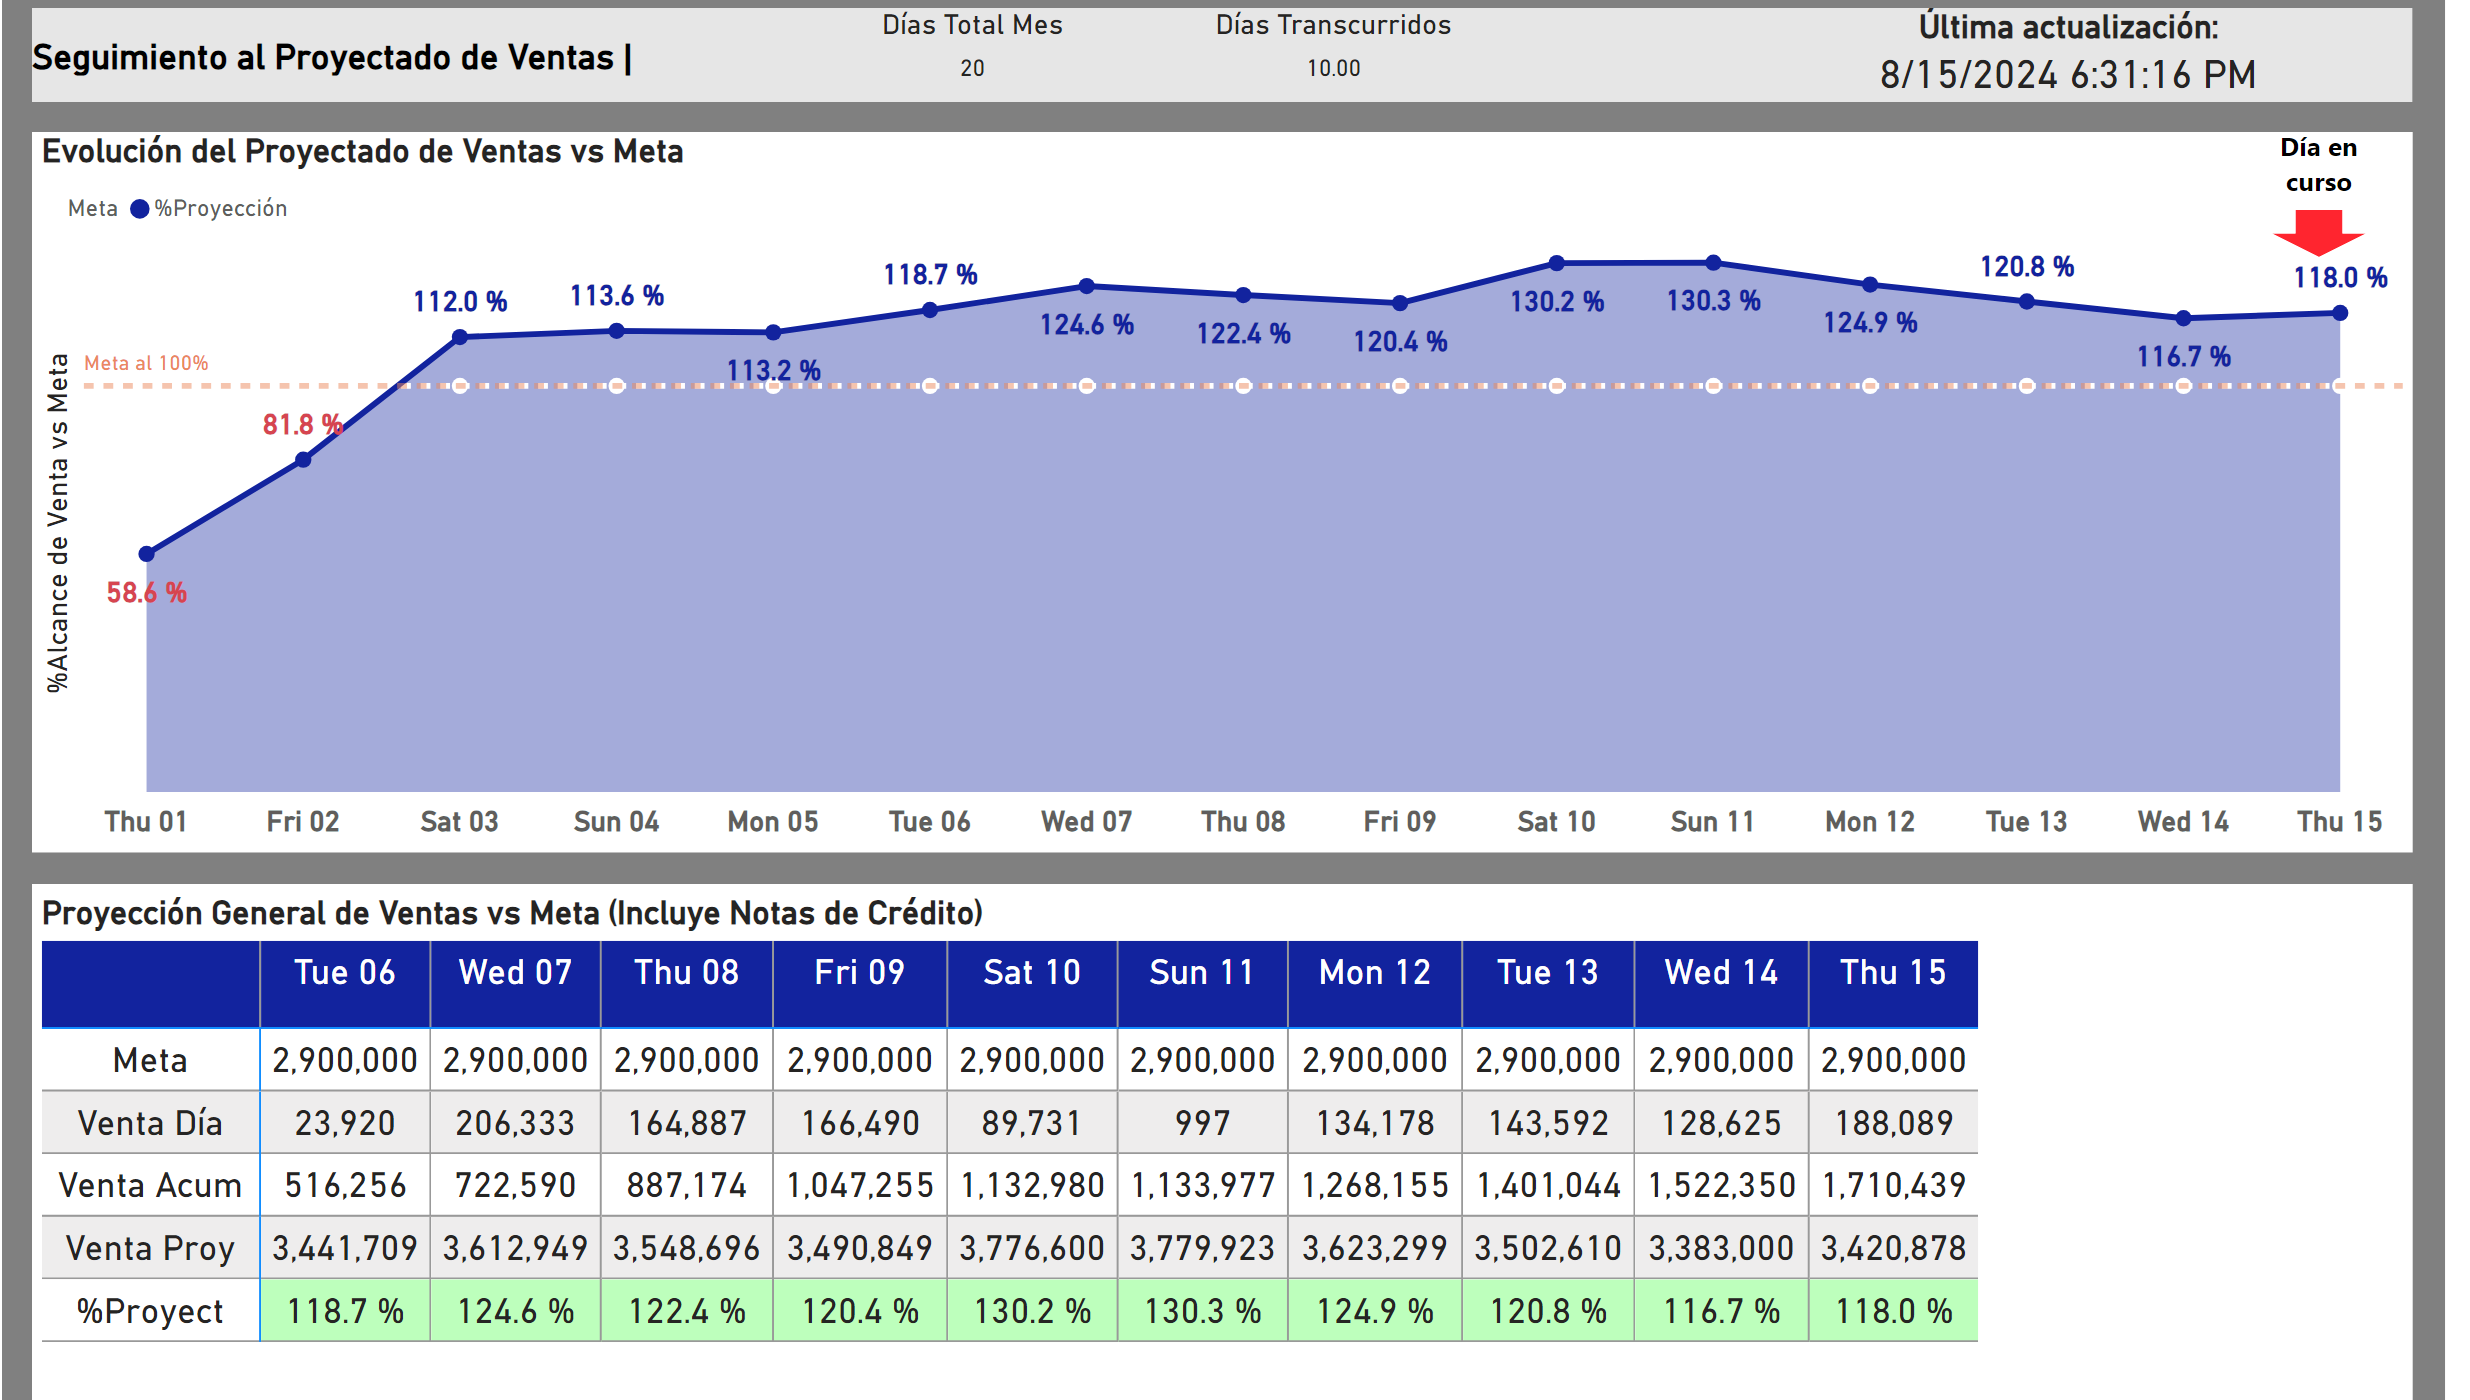 Seguimiento al Proyectado de Ventas |
Días Total Mes
20
Días Transcurridos
10.00
Última actualización:
8/15/2024 6:31:16 PM
Evolución del Proyectado de Ventas vs Meta
Día en
curso
Meta %Proyección
%Alcance de Venta vs Meta
Meta al 100%
58.6 %
81.8 %
112.0 %
113.6 %
113.2 %
118.7 %
124.6 %
122.4 %
120.4 %
130.2 %
130.3 %
124.9 %
120.8 %
116.7 %
118.0 %
Thu 01 Fri 02 Sat 03 Sun 04 Mon 05 Tue 06 Wed 07 Thu 08 Fri 09 Sat 10 Sun 11 Mon 12 Tue 13 Wed 14 Thu 15
Proyección General de Ventas vs Meta (Incluye Notas de Crédito)
Tue 06 Wed 07 Thu 08 Fri 09 Sat 10 Sun 11 Mon 12 Tue 13 Wed 14 Thu 15
Meta 2,900,000 2,900,000 2,900,000 2,900,000 2,900,000 2,900,000 2,900,000 2,900,000 2,900,000 2,900,000
Venta Día 23,920 206,333 164,887 166,490 89,731 997 134,178 143,592 128,625 188,089
Venta Acum 516,256 722,590 887,174 1,047,255 1,132,980 1,133,977 1,268,155 1,401,044 1,522,350 1,710,439
Venta Proy 3,441,709 3,612,949 3,548,696 3,490,849 3,776,600 3,779,923 3,623,299 3,502,610 3,383,000 3,420,878
%Proyect 118.7 % 124.6 % 122.4 % 120.4 % 130.2 % 130.3 % 124.9 % 120.8 % 116.7 % 118.0 %